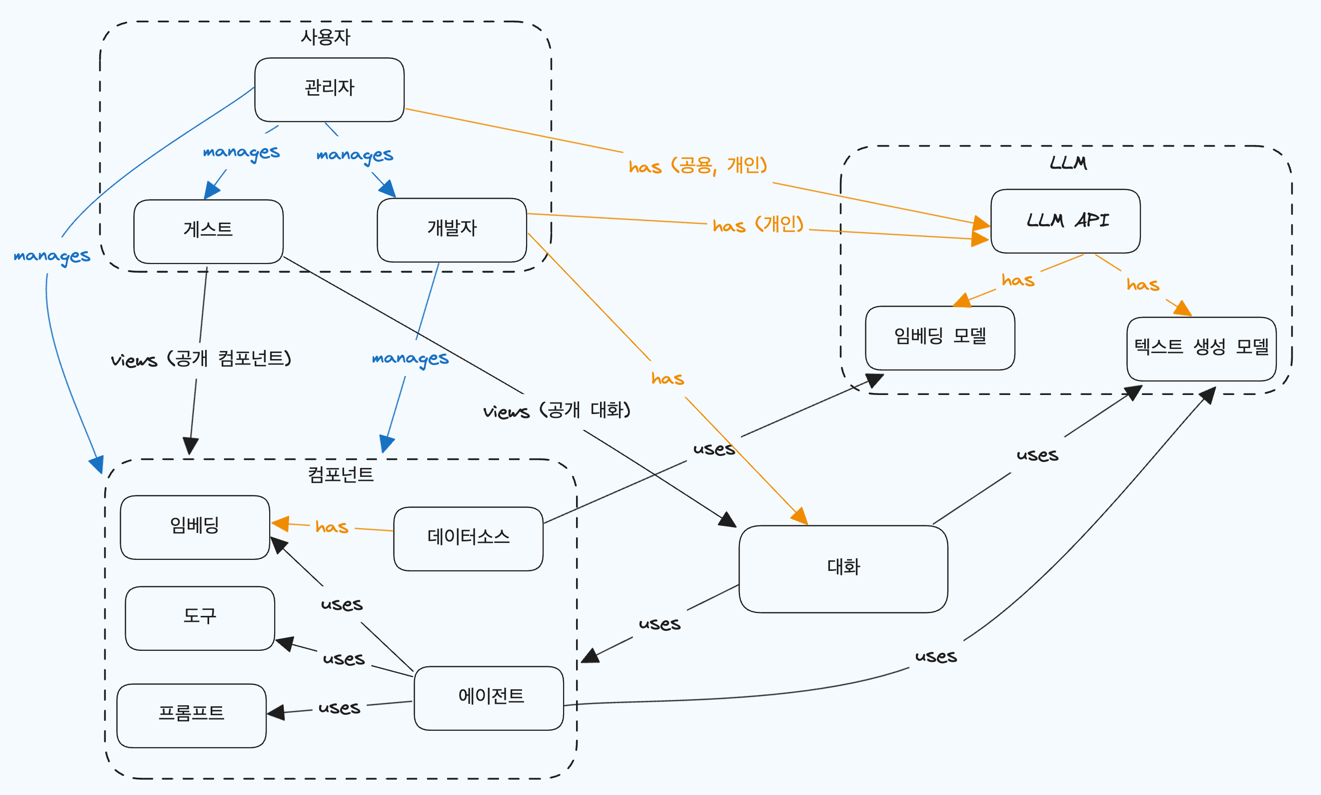 사용자
관리자
manages
manages
has (공용, 개인)
LLM
LLM API
게스트
개발자
has (개인)
manages
has
has
임베딩 모델
텍스트 생성 모델
views (공개 컴포넌트)
manages
has
views (공개 대화)
uses
uses
컴포넌트
임베딩
has
데이터소스
대화
uses
도구
uses
uses
uses
에이전트
프롬프트
uses